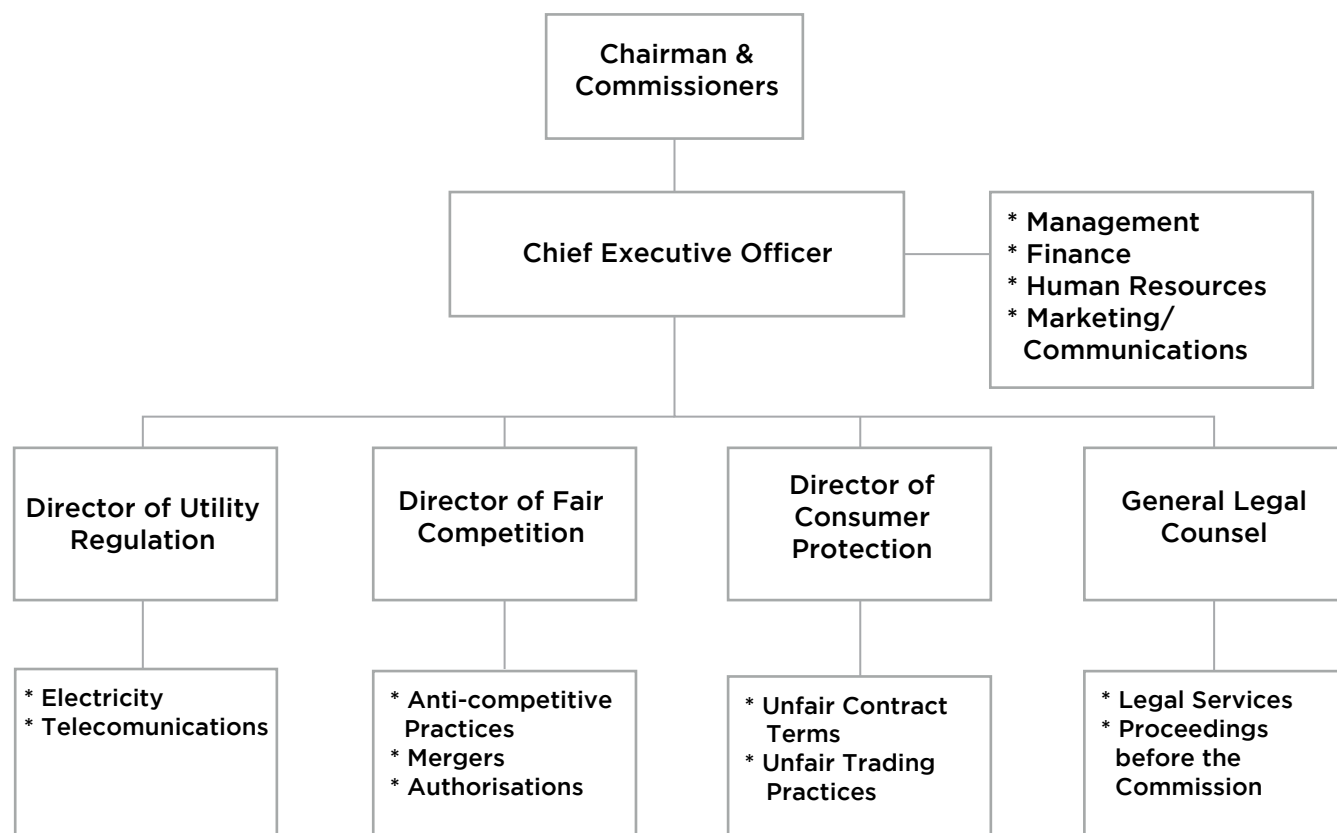 Chairman &
Commissioners
Chief Executive Officer
* Management
* Finance
* Human Resources
* Marketing/
Communications
Director of Utility
Regulation
Director of Fair
Competition
Director of
Consumer
Protection
General Legal
Counsel
* Electricity
* Telecomunications
* Anti-competitive
Practices
* Mergers
* Authorisations
* Unfair Contract
Terms
* Unfair Trading
Practices
* Legal Services
* Proceedings
before the
Commission